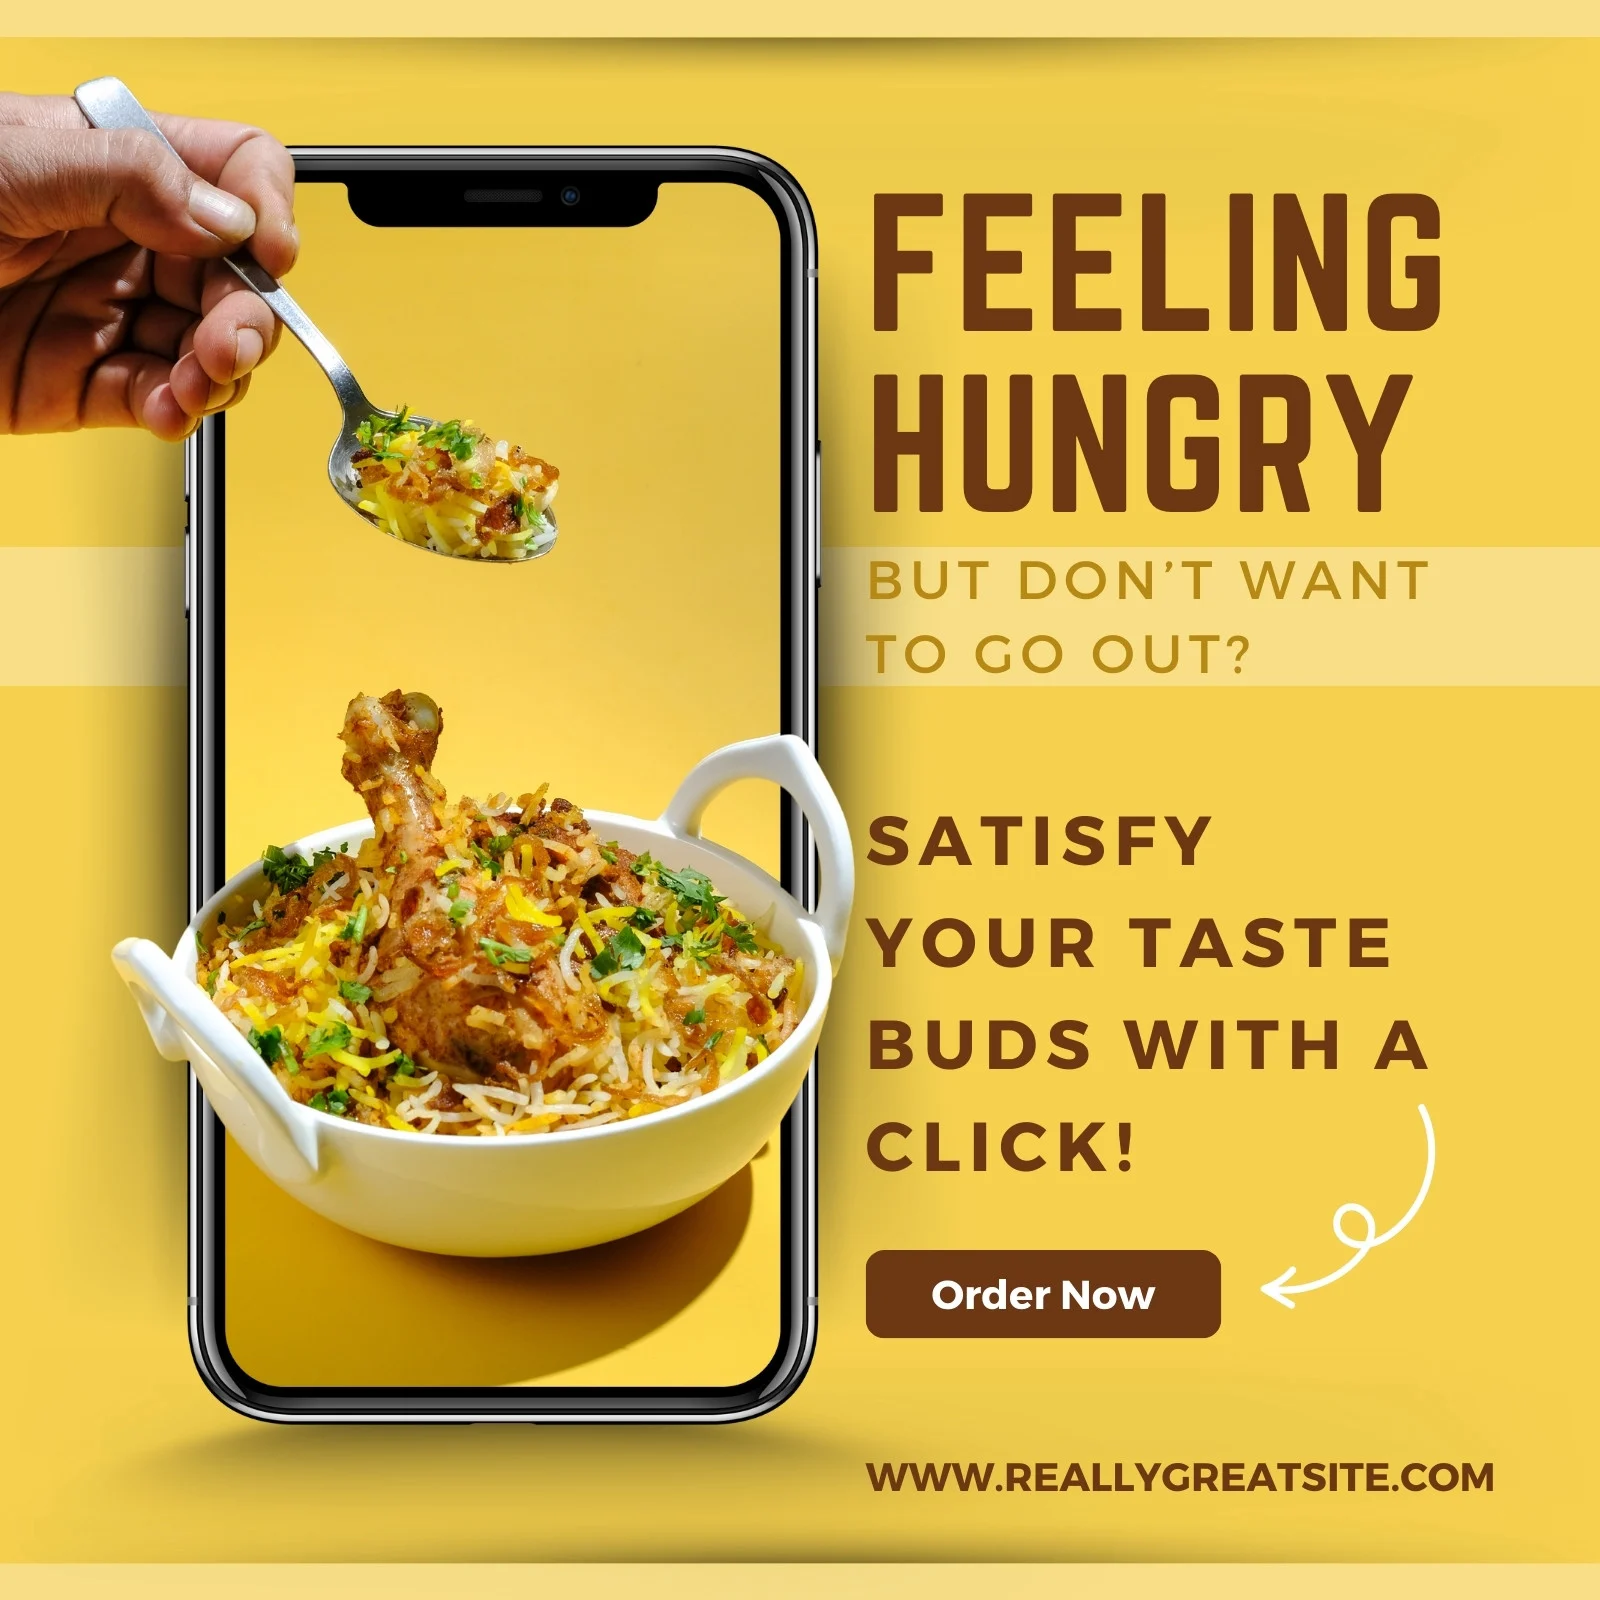 FEELING
HUNGRY
BUT DON’T WANT
TO GO OUT?
SATISFY
YOUR TASTE
BUDS WITH A
CLICK!
Order Now
WWW.REALLYGREATSITE.COM